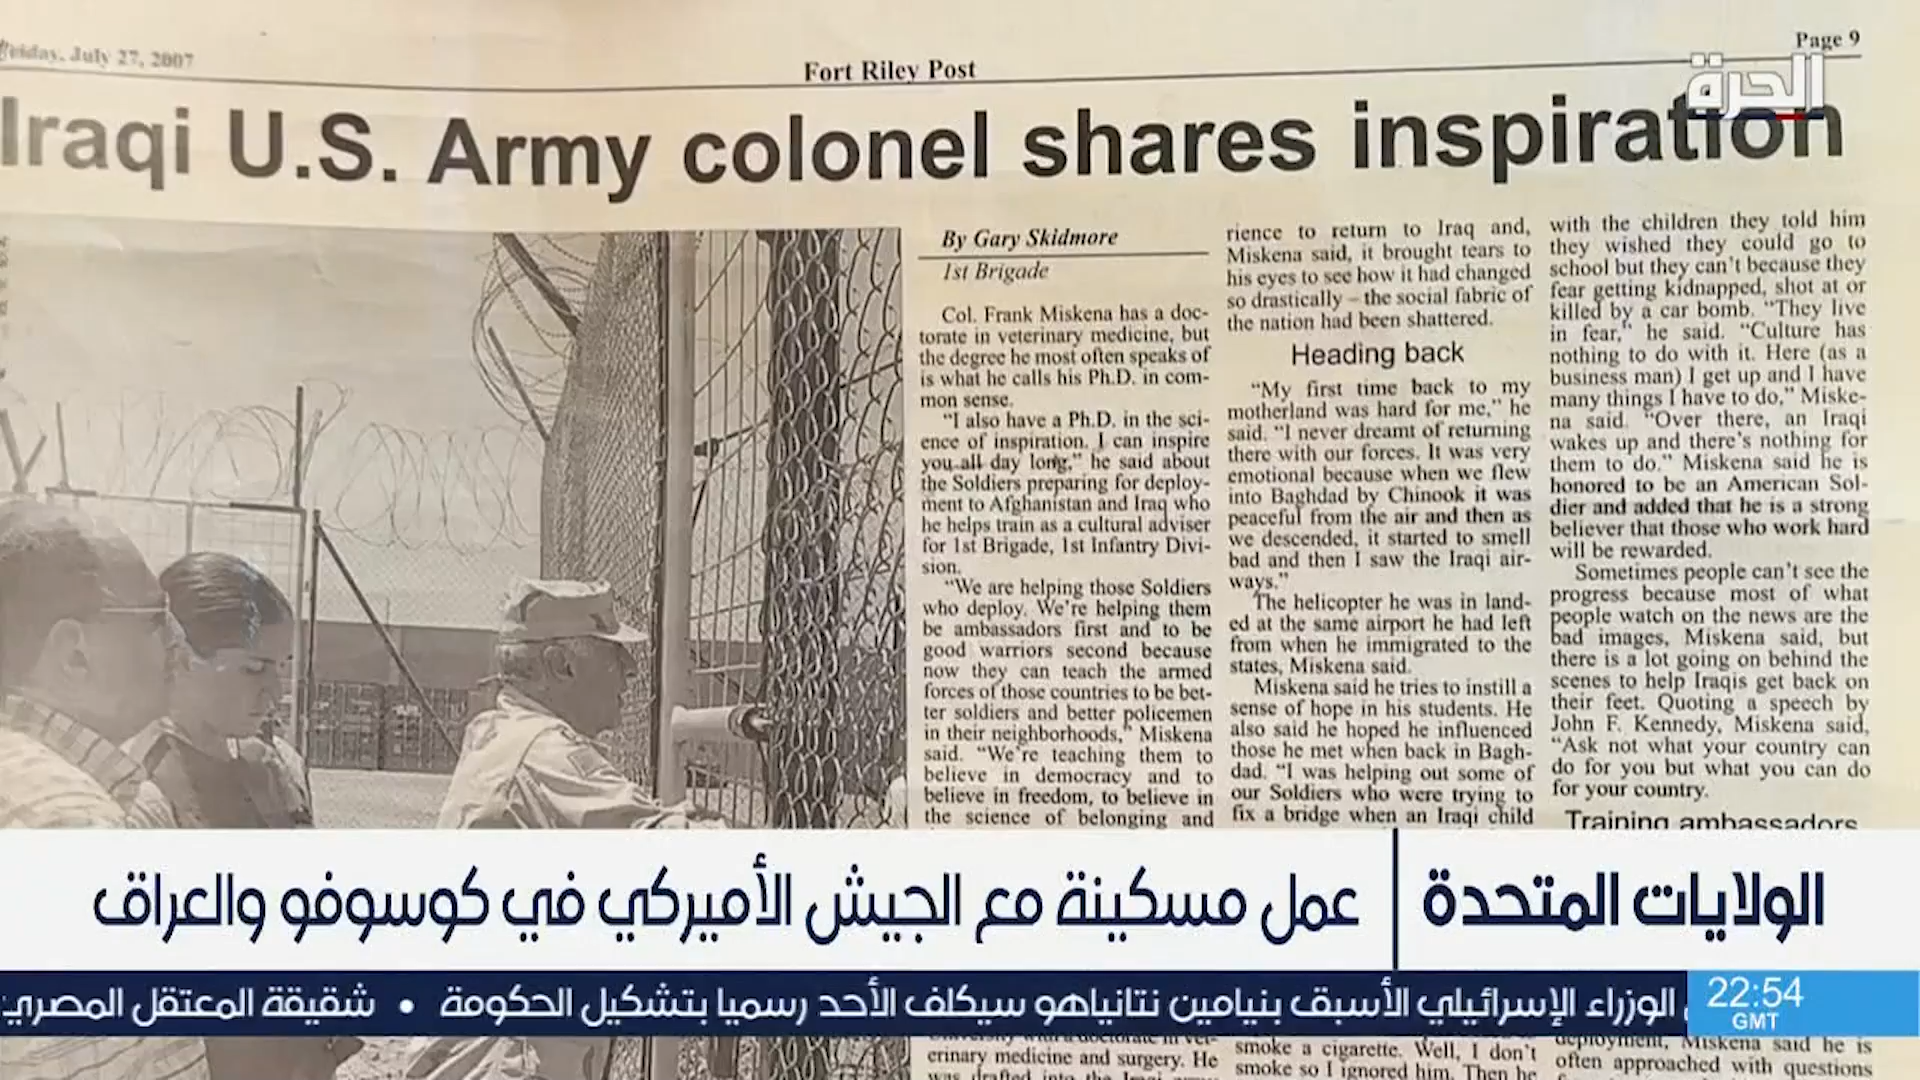 Friday, July 27, 2007
Fort Riley Post
Page 9
الحرة
Iraqi U.S. Army colonel shares inspiration
By Gary Skidmore
1st Brigade
Col. Frank Miskena has a doc-
torate in veterinary medicine, but
the degree he most often speaks of
is what he calls his Ph.D. in com-
mon sense.
"I also have a Ph.D. in the sci-
ence of inspiration. I can inspire
you all day long," he said about
the Soldiers preparing for deploy-
ment to Afghanistan and Iraq who
he helps train as a cultural adviser
for 1st Brigade, 1st Infantry Divi-
sion.
"We are helping those Soldiers
who deploy. We're helping them
be ambassadors first and to be
good warriors second because
now they can teach the armed
forces of those countries to be bet-
ter soldiers and better policemen
in their neighborhoods," Miskena
said. "We're teaching them to
believe in democracy and to
believe in freedom, to believe in
the science of belonging and
rience to return to Iraq and,
Miskena said, it brought tears to
his eyes to see how it had changed
so drastically – the social fabric of
the nation had been shattered.
Heading back
"My first time back to my
motherland was hard for me," he
said. "I never dreamt of returning
there with our forces. It was very
emotional because when we flew
into Baghdad by Chinook it was
peaceful from the air and then as
we descended, it started to smell
bad and then I saw the Iraqi air-
ways."
The helicopter he was in land-
ed at the same airport he had left
from when he immigrated to the
states, Miskena said.
Miskena said he tries to instill a
sense of hope in his students. He
also said he hoped he influenced
those he met when back in Bagh-
dad. "I was helping out some of
our Soldiers who were trying to
fix a bridge when an Iraqi child
with the children they told him
they wished they could go to
school but they can't because they
fear getting kidnapped, shot at or
killed by a car bomb. "They live
in fear," he said. "Culture has
nothing to do with it. Here (as a
business man) I get up and I have
many things I have to do," Miske-
na said. "Over there, an Iraqi
wakes up and there's nothing for
them to do." Miskena said he is
honored to be an American Sol-
dier and added that he is a strong
believer that those who work hard
will be rewarded.
Sometimes people can't see the
progress because most of what
people watch on the news are the
bad images, Miskena said, but
there is a lot going on behind the
scenes to help Iraqis get back on
their feet. Quoting a speech by
John F. Kennedy, Miskena said,
"Ask not what your country can
do for you but what you can do
for your country.
Training ambassadors
الولايات المتحدة
عمل مسكينة مع الجيش الأميركي في كوسوفو والعراق
الوزراء الإسرائيلي الأسبق بنيامين نتانياهو سيكلف الأحد رسميا بتشكيل الحكومة • شقيقة المعتقل المصري
22:54
GMT
erinary medicine and surgery. He
smoke a cigarette. Well, I don't
smoke so I ignored him. Then he
deployment, Miskena said he is
often approached with questions